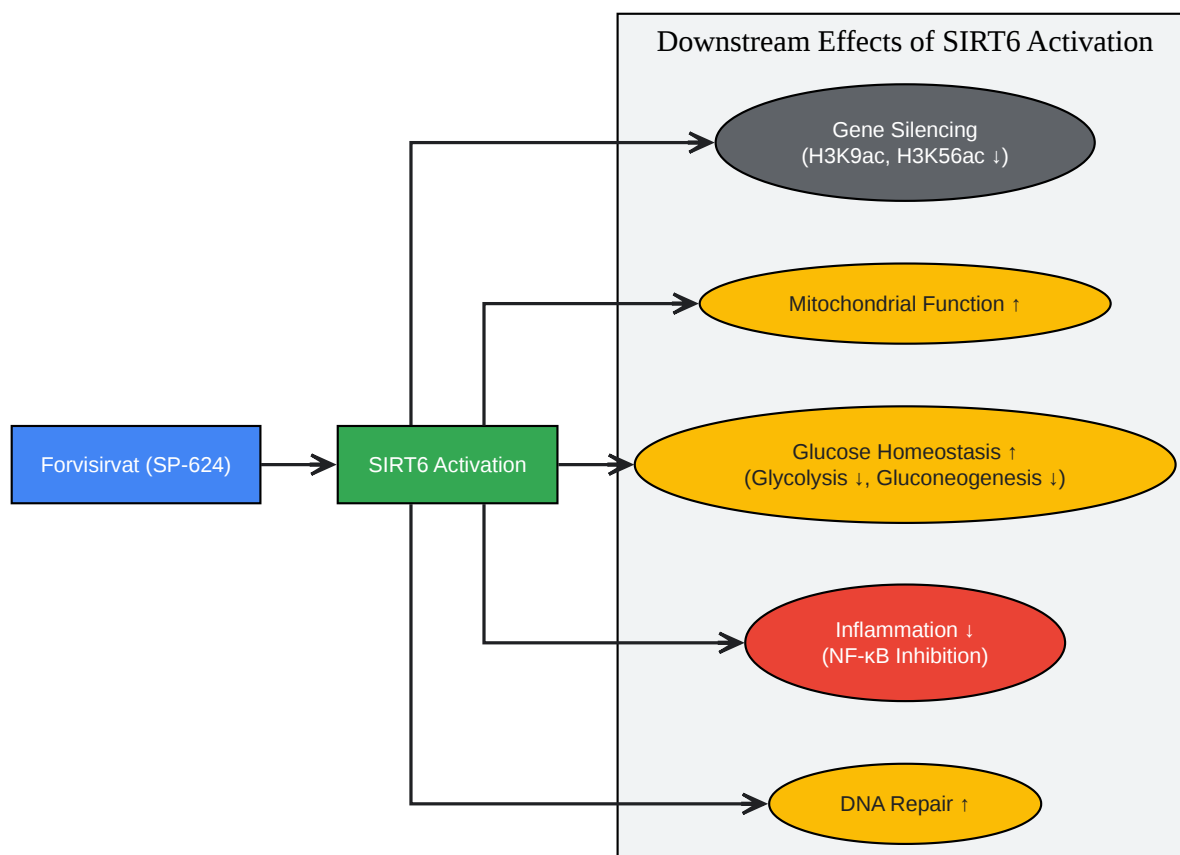 Downstream Effects of SIRT6 Activation
Gene Silencing
(H3K9ac, H3K56ac ↓)
Mitochondrial Function ↑
Forvisirvat (SP-624)
SIRT6 Activation
Glucose Homeostasis ↑
(Glycolysis ↓, Gluconeogenesis ↓)
Inflammation ↓
(NF-κB Inhibition)
DNA Repair ↑